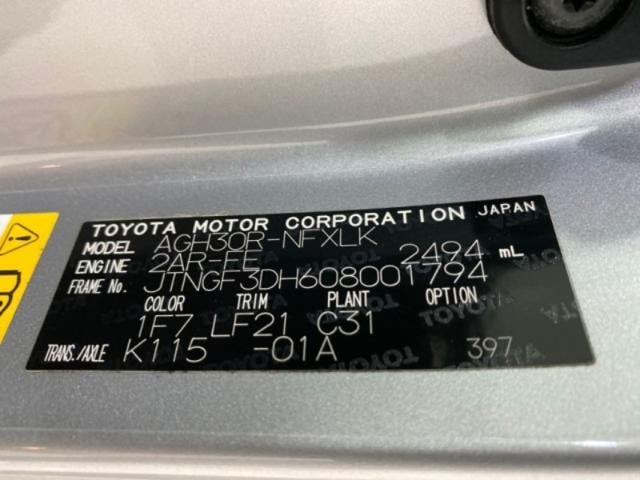 TOYOTA MOTOR CORPORATION JAPAN
MODEL AGH30R-NFXLK
ENGINE 2AR-FE 2494 mL
FRAME No. JTNGF3DH608001794
COLOR TRIM PLANT OPTION
1F7 LF21 C31
TRANS./AXLE K115 -01A 397